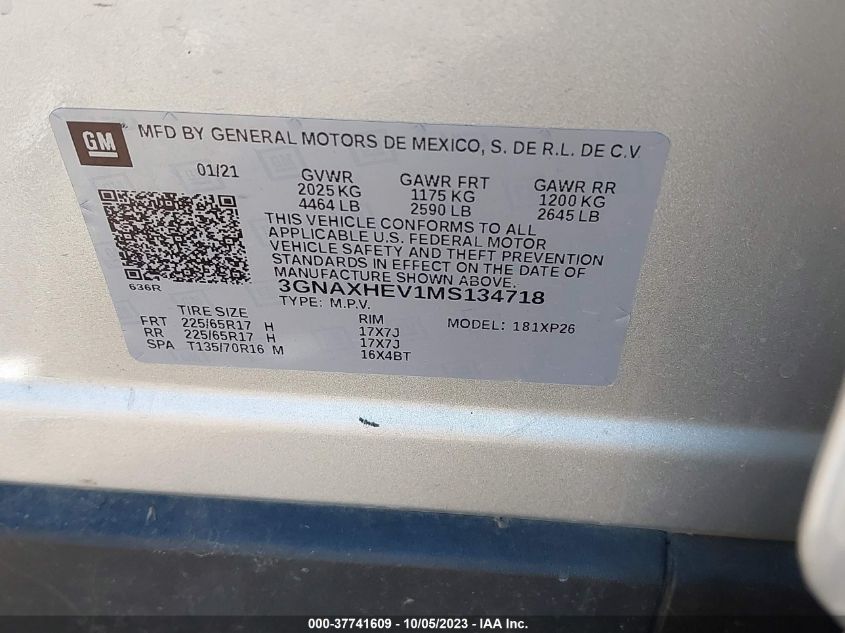 GM MFD BY GENERAL MOTORS DE MEXICO, S. DE R.L. DE C.V
01/21 GVWR GAWR FRT GAWR RR
2025 KG 1175 KG 1200 KG
4464 LB 2590 LB 2645 LB
THIS VEHICLE CONFORMS TO ALL
APPLICABLE U.S. FEDERAL MOTOR
VEHICLE SAFETY AND THEFT PREVENTION
STANDARDS IN EFFECT ON THE DATE OF
MANUFACTURE SHOWN ABOVE.
636R
3GNAXHEV1MS134718
TYPE: M.P.V.
TIRE SIZE RIM MODEL: 181XP26
FRT 225/65R17 H 17X7J
RR 225/65R17 H 17X7J
SPA T135/70R16 M 16X4BT
000-37741609 - 10/05/2023 - IAA Inc.